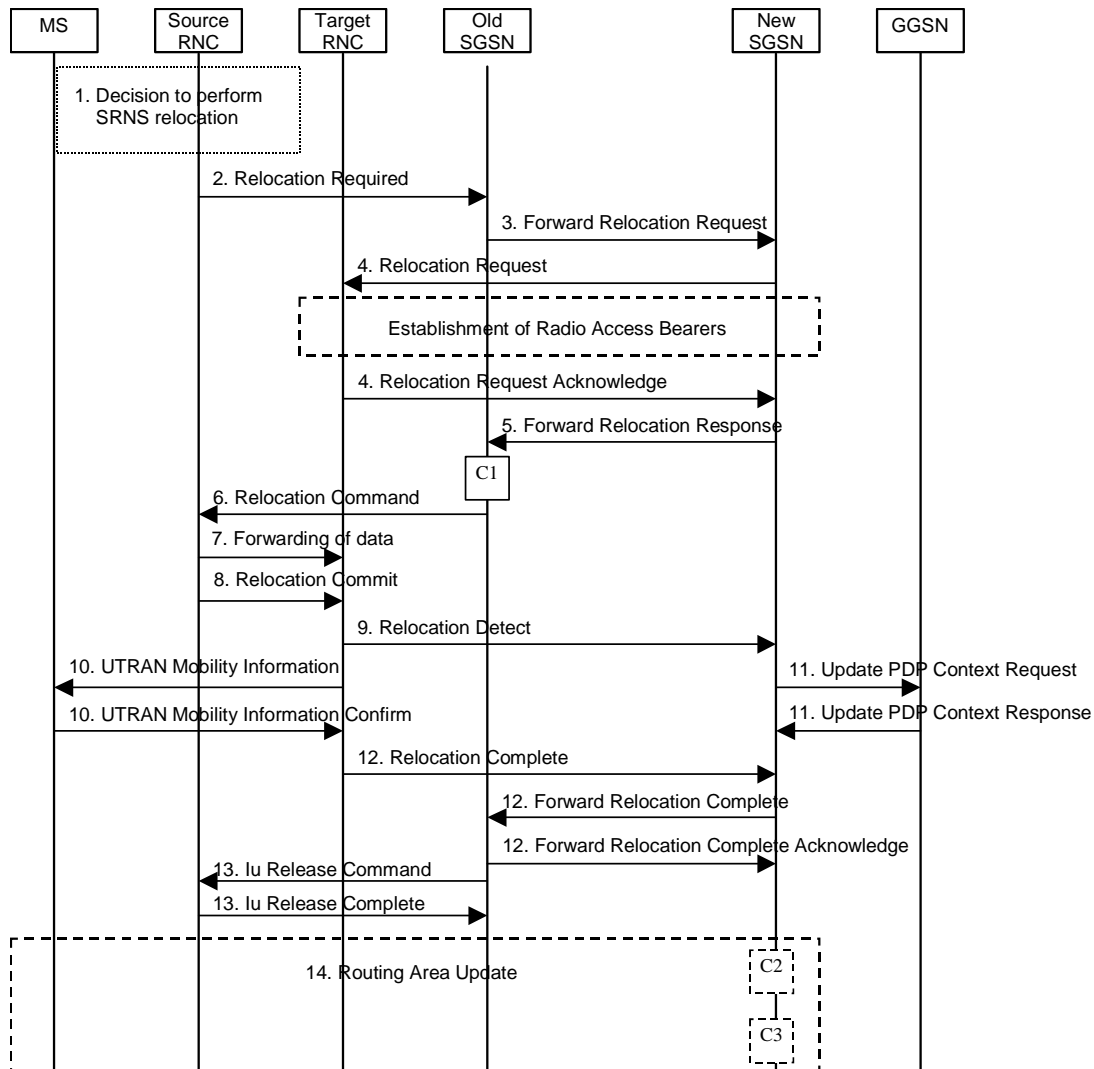 MS
Source
RNC
Target
RNC
Old
SGSN
New
SGSN
GGSN
1. Decision to perform
SRNS relocation
2. Relocation Required
3. Forward Relocation Request
4. Relocation Request
Establishment of Radio Access Bearers
4. Relocation Request Acknowledge
5. Forward Relocation Response
C1
6. Relocation Command
7. Forwarding of data
8. Relocation Commit
9. Relocation Detect
10. UTRAN Mobility Information
11. Update PDP Context Request
10. UTRAN Mobility Information Confirm
11. Update PDP Context Response
12. Relocation Complete
12. Forward Relocation Complete
12. Forward Relocation Complete Acknowledge
13. Iu Release Command
13. Iu Release Complete
14. Routing Area Update
C2
C3